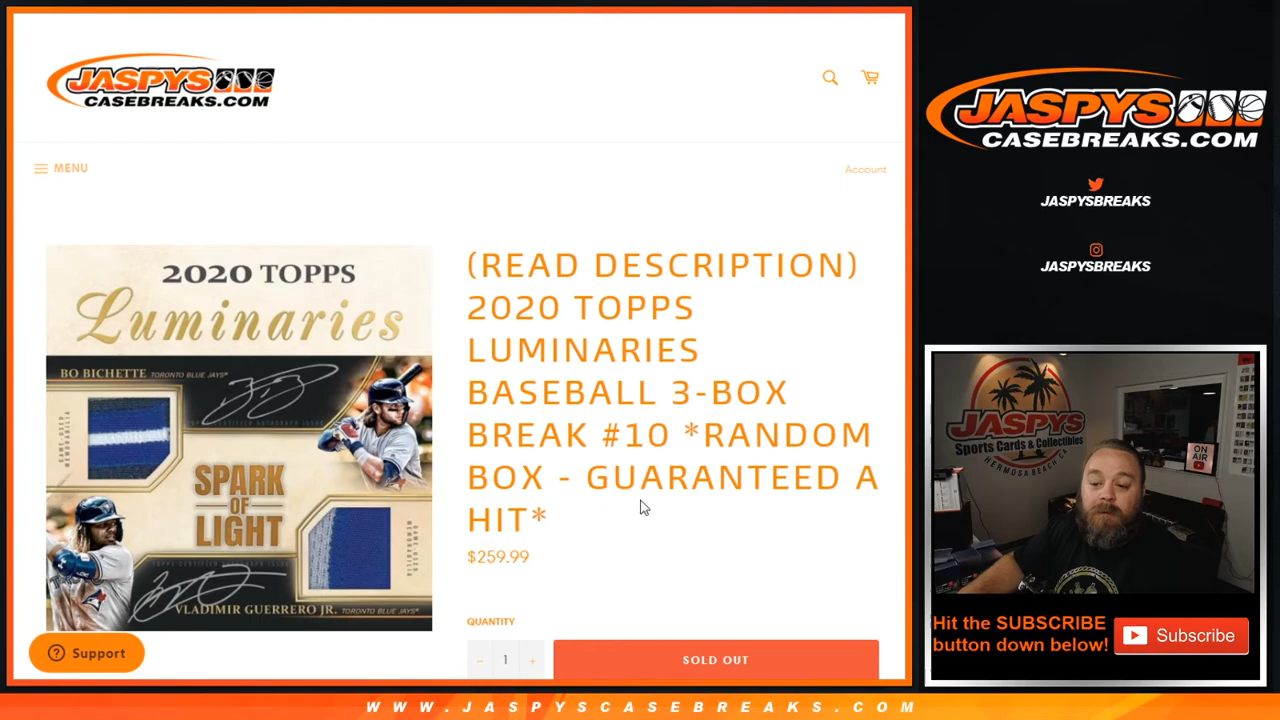 JASPYS
CASEBREAKS.COM
MENU
Account
2020 TOPPS
Luminaries
BO BICHETTE TORONTO BLUE JAYS®
SPARK
OF
LIGHT
VLADIMIR GUERRERO JR. TORONTO BLUE JAYS®
Support
(READ DESCRIPTION)
2020 TOPPS
LUMINARIES
BASEBALL 3-BOX
BREAK #10 *RANDOM
BOX - GUARANTEED A
HIT*
$259.99
QUANTITY
− 1 +
SOLD OUT
JASPYS
CASEBREAKS.COM
JASPYSBREAKS
JASPYSBREAKS
JASPYS
Sports Cards & Collectibles
HERMOSA BEACH, CA
ON
AIR
Hit the SUBSCRIBE
button down below!
Subscribe
WWW.JASPYSCASEBREAKS.COM